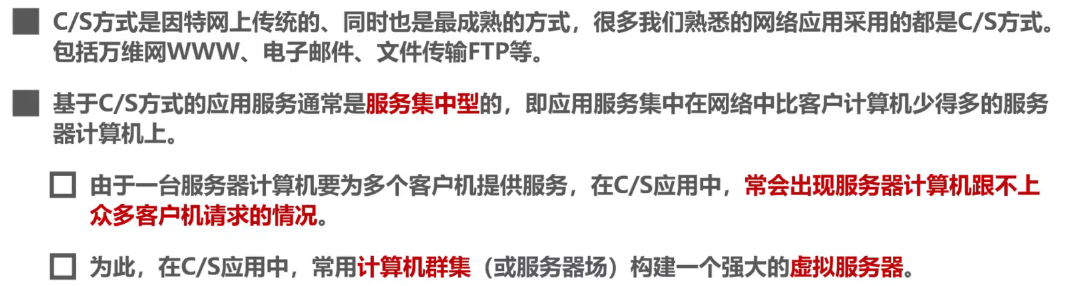 C/S方式是因特网上传统的、同时也是最成熟的方式，很多我们熟悉的网络应用采用的都是C/S方式。
包括万维网WWW、电子邮件、文件传输FTP等。
基于C/S方式的应用服务通常是服务集中型的，即应用服务集中在网络中比客户计算机少得多的服务
器计算机上。
由于一台服务器计算机要为多个客户机提供服务，在C/S应用中，常会出现服务器计算机跟不上
众多客户机请求的情况。
为此，在C/S应用中，常用计算机群集（或服务器场）构建一个强大的虚拟服务器。